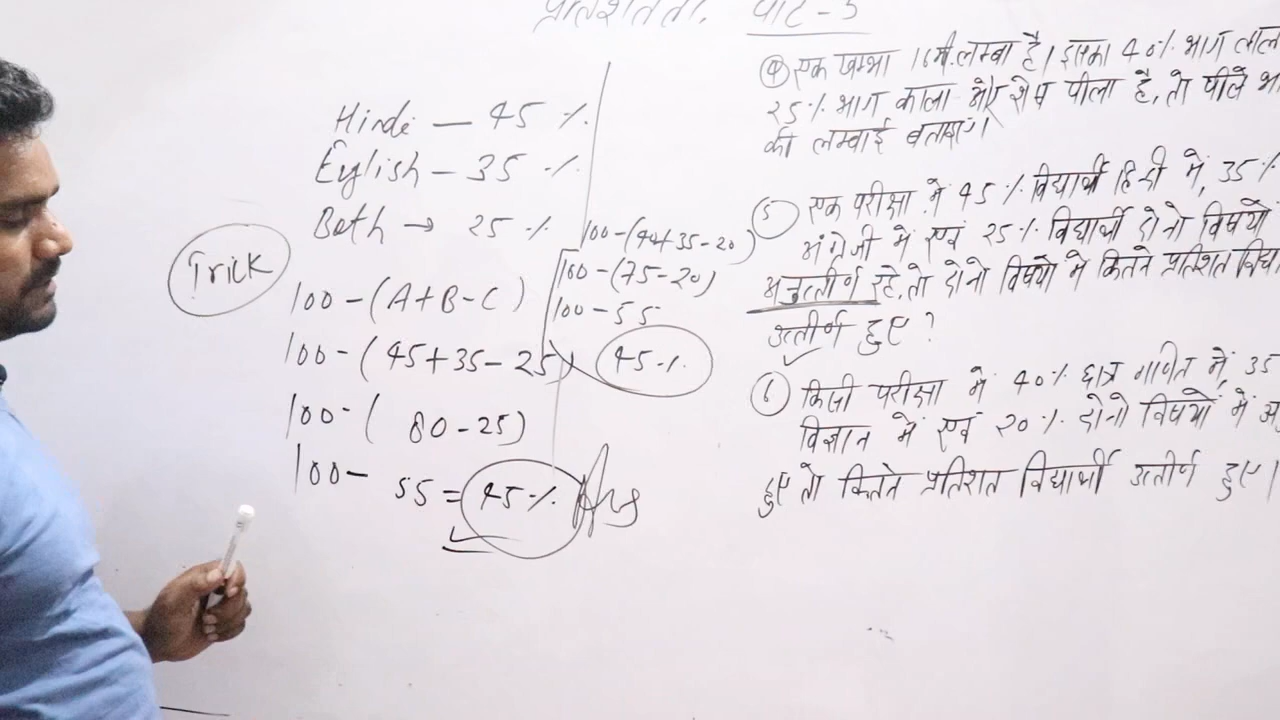 प्रतिशतता, पार्ट - 3
Hindi — 45 %
English — 35 %
Both → 25 %
Trick
100 - (A+B-C)
100 - (45+35-25)
100 - ( 80-25)
100 - 55 = 45% Ans
100-(40+35-20)
100-(75-20)
100-55
45%
④ एक खम्भा 16मी. लम्बा है। इसका 40% भाग लाल
25% भाग काला और शेष पीला है, तो पीले
की लम्बाई बताइए।
⑤ एक परीक्षा में 45% विद्यार्थी हिन्दी में, 35%
अंग्रेजी में एवं 25% विद्यार्थी दोनो विषयो
अनुत्तीर्ण रहे, तो दोनो विषयो में कितने प्रतिशत
उत्तीर्ण हुए ?
⑥ किसी परीक्षा में 40% छात्र गणित में, 35
विज्ञान में एवं 20% दोनो विषयों में
हुए तो कितने प्रतिशत विद्यार्थी उत्तीर्ण हुए।